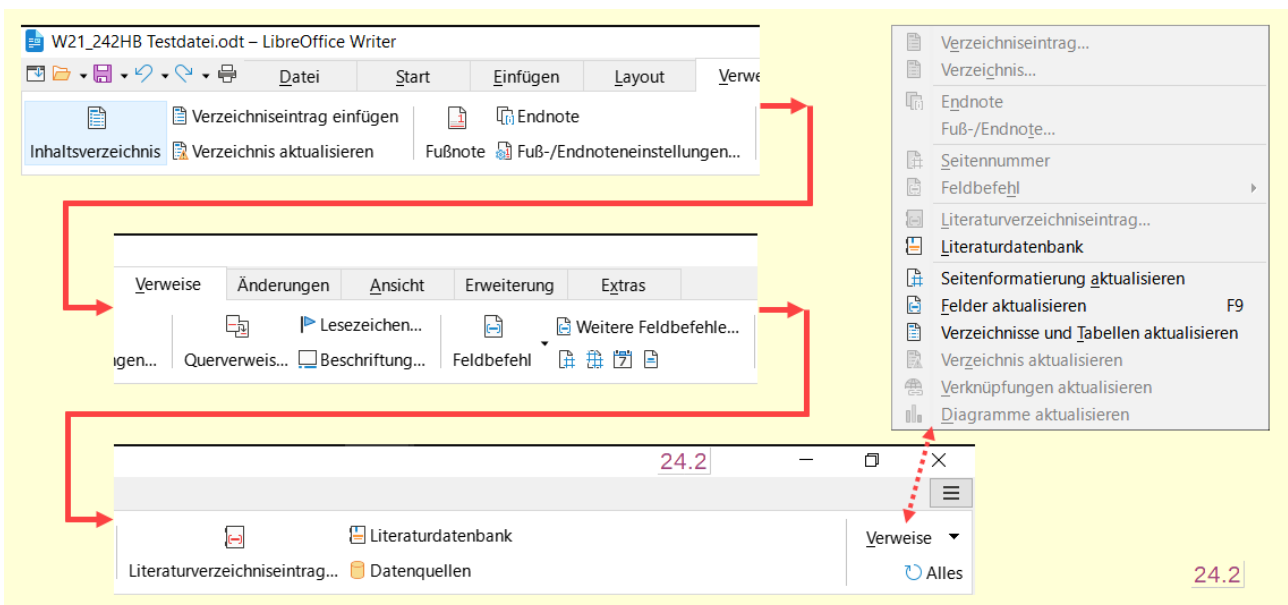 W21_242HB Testdatei.odt – LibreOffice Writer
Datei Start Einfügen Layout Verwe
Verzeichniseintrag einfügen Endnote
Inhaltsverzeichnis Verzeichnis aktualisieren Fußnote Fuß-/Endnoteneinstellungen...
Verweise Änderungen Ansicht Erweiterung Extras
Lesezeichen... Weitere Feldbefehle...
ngen... Querverweis... Beschriftung... Feldbefehl
24.2
Literaturdatenbank Verweise
Literaturverzeichniseintrag... Datenquellen Alles
Verzeichniseintrag...
Verzeichnis...
Endnote
Fuß-/Endnote...
Seitennummer
Feldbefehl
Literaturverzeichniseintrag...
Literaturdatenbank
Seitenformatierung aktualisieren
Felder aktualisieren F9
Verzeichnisse und Tabellen aktualisieren
Verzeichnis aktualisieren
Verknüpfungen aktualisieren
Diagramme aktualisieren
24.2